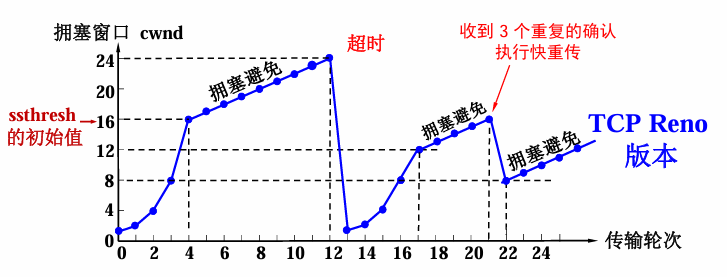 拥塞窗口 cwnd
超时
收到 3 个重复的确认
执行快重传
24
20
16
12
8
4
0
ssthresh
的初始值
拥塞避免
拥塞避免
拥塞避免
TCP Reno
版本
0 2 4 6 8 10 12 14 16 18 20 22 24
传输轮次